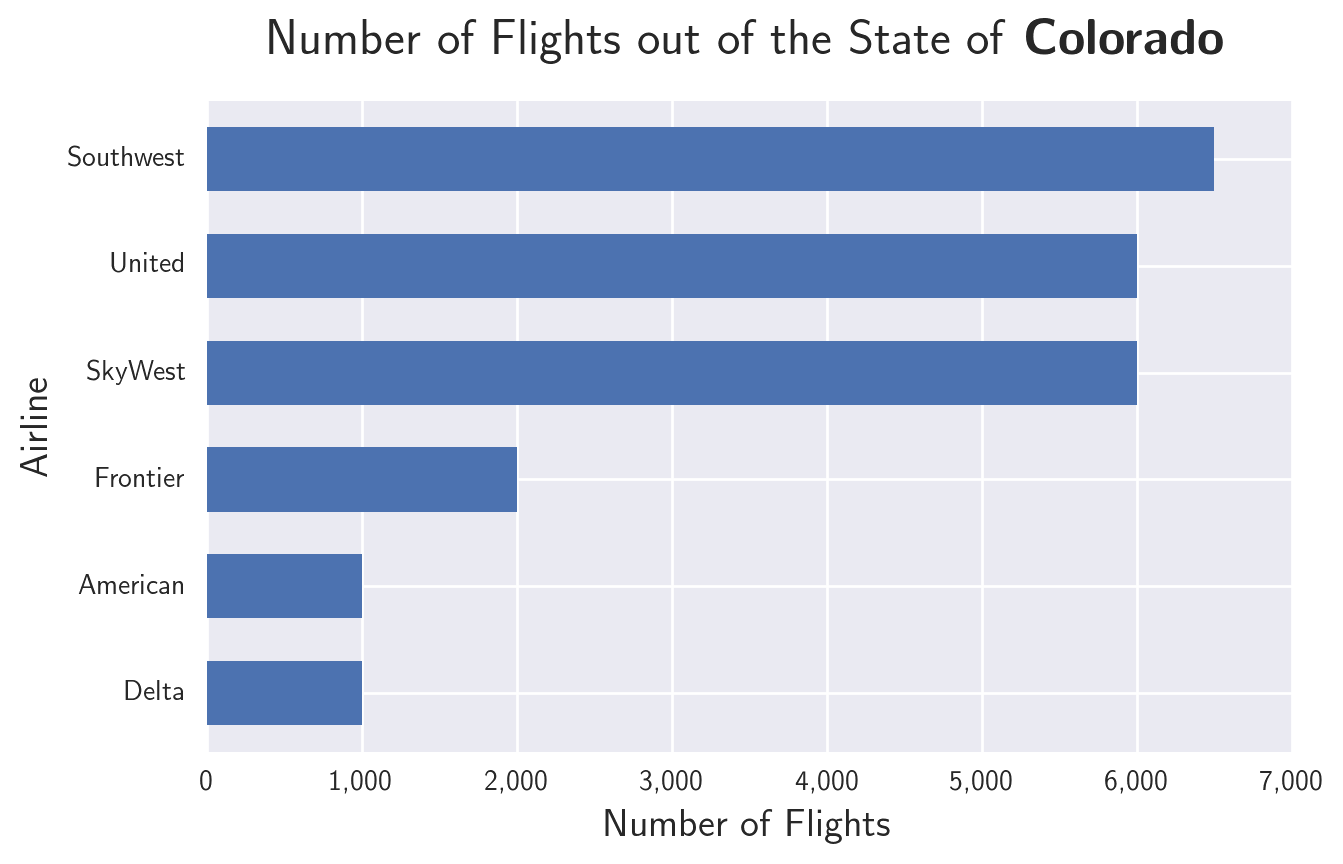 Number of Flights out of the State of Colorado
Southwest
United
SkyWest
Frontier
American
Delta
Airline
0 1,000 2,000 3,000 4,000 5,000 6,000 7,000
Number of Flights